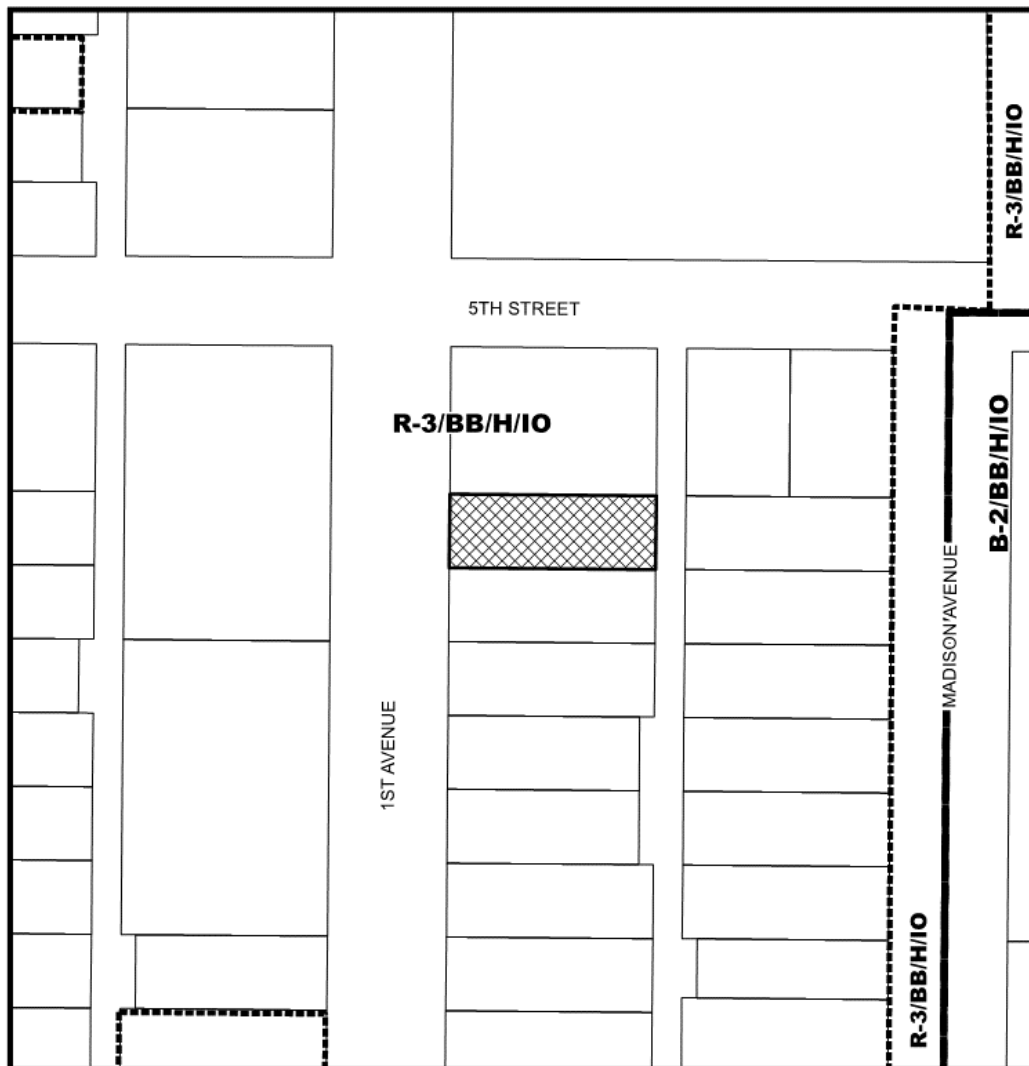 R-3/BB/H/IO
5TH STREET
R-3/BB/H/IO
B-2/BB/H/IO
MADISON AVENUE
1ST AVENUE
R-3/BB/H/IO